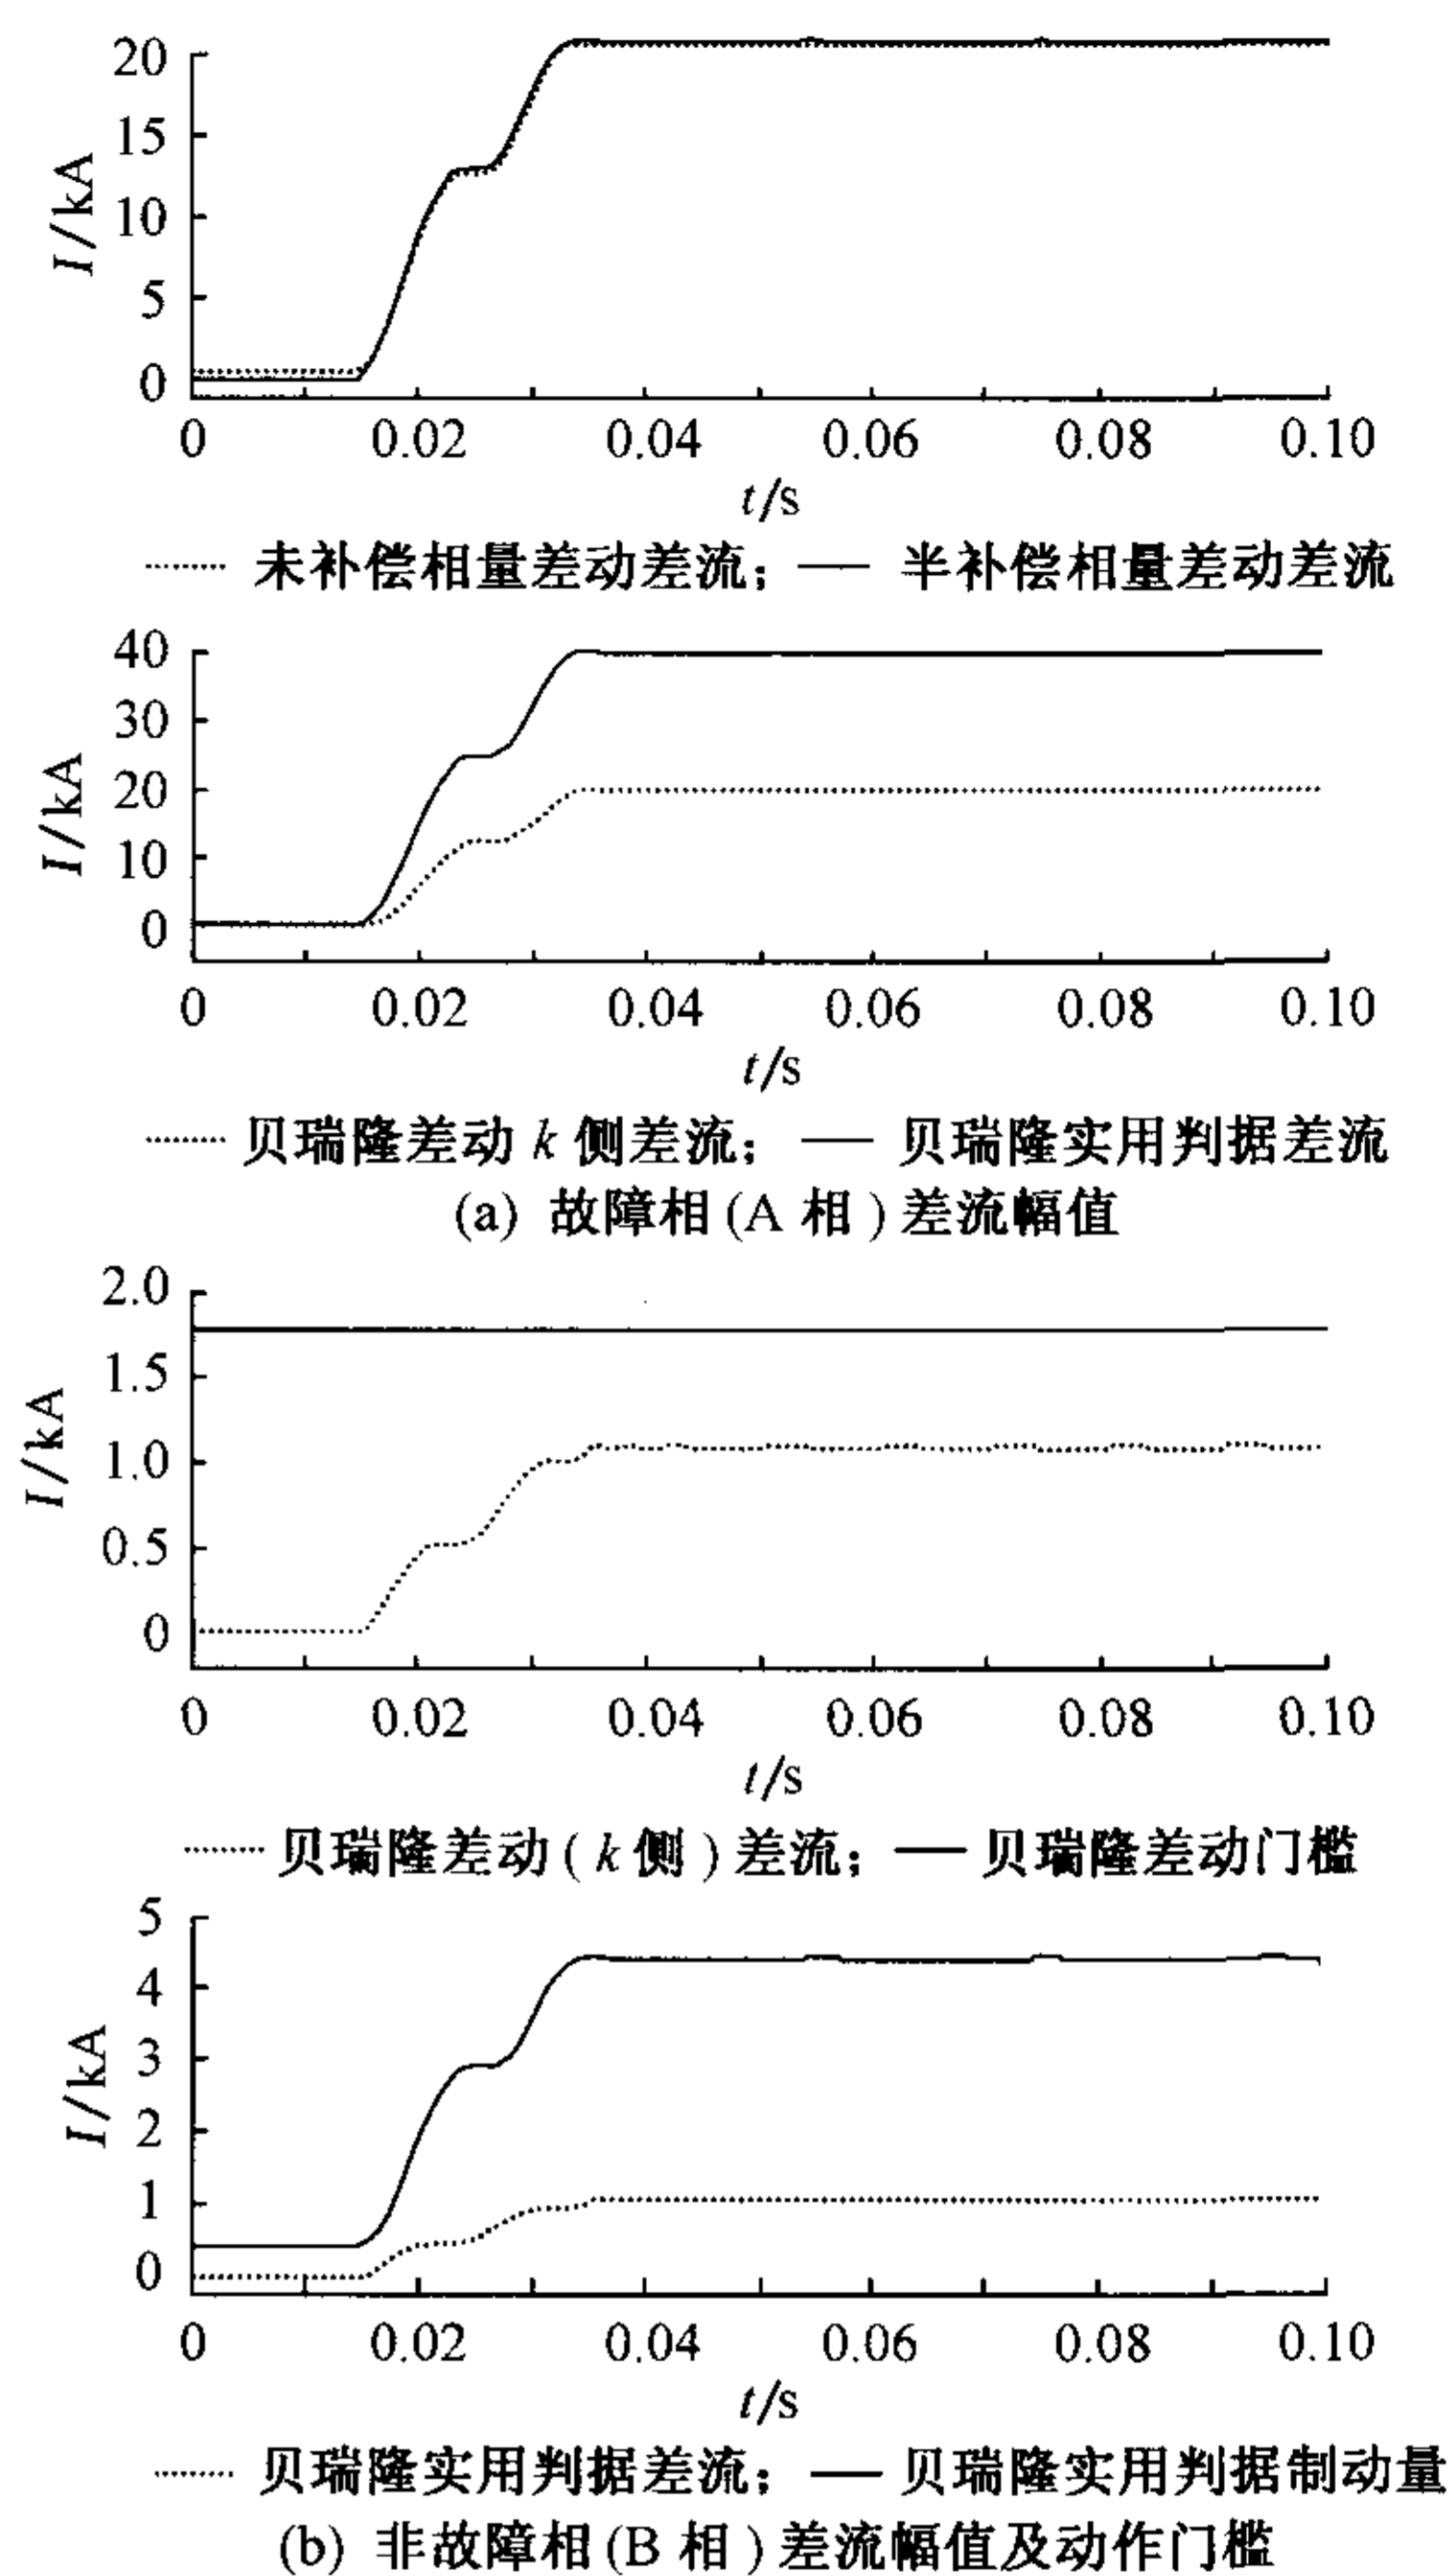 20
15
10
5
0
I/kA
0 0.02 0.04 0.06 0.08 0.10
t/s
未补偿相量差动差流; 半补偿相量差动差流
40
30
20
10
0
I/kA
0 0.02 0.04 0.06 0.08 0.10
t/s
贝瑞隆差动 k 侧差流; 贝瑞隆实用判据差流
(a) 故障相(A 相)差流幅值
2.0
1.5
1.0
0.5
0
I/kA
0 0.02 0.04 0.06 0.08 0.10
t/s
贝瑞隆差动(k 侧)差流; 贝瑞隆差动门槛
5
4
3
2
1
0
I/kA
0 0.02 0.04 0.06 0.08 0.10
t/s
贝瑞隆实用判据差流; 贝瑞隆实用判据制动量
(b) 非故障相(B 相)差流幅值及动作门槛